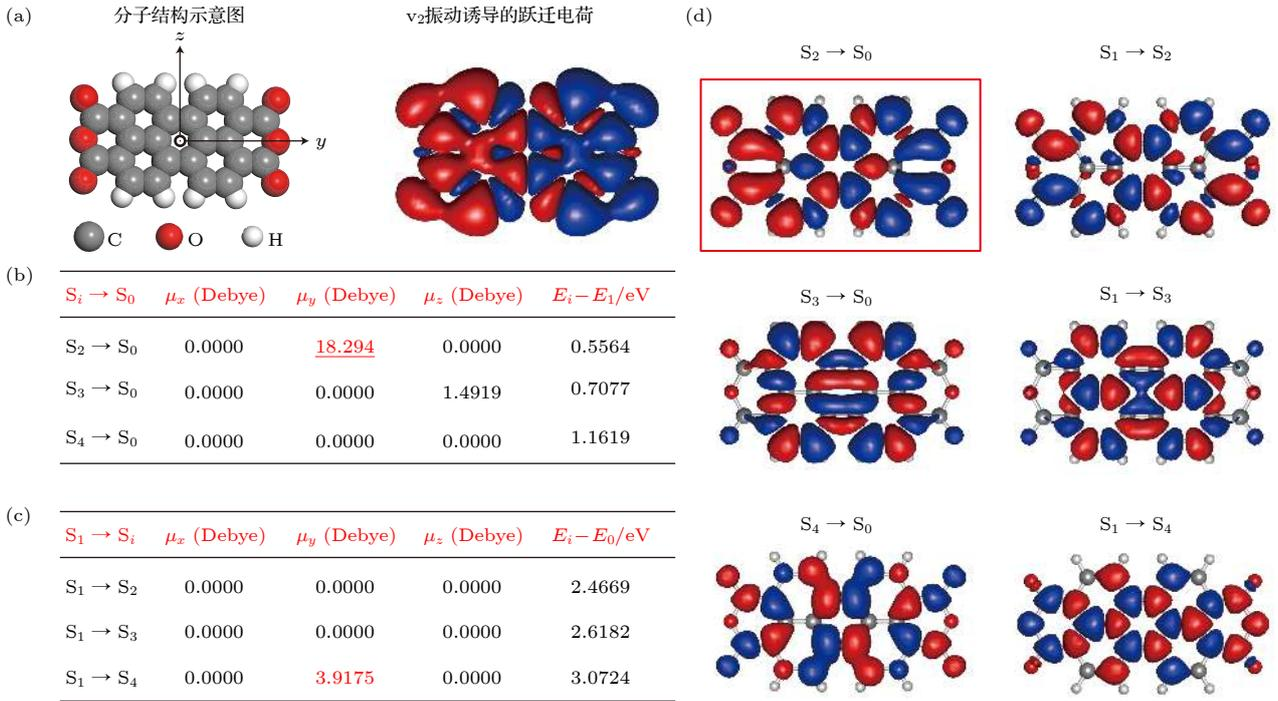 (a)
分子结构示意图
v₂振动诱导的跃迁电荷
z
y
C
O
H
(b)
Sᵢ → S₀ μₓ (Debye) μᵧ (Debye) μ_z (Debye) Eᵢ−E₁/eV
S₂ → S₀ 0.0000 18.294 0.0000 0.5564
S₃ → S₀ 0.0000 0.0000 1.4919 0.7077
S₄ → S₀ 0.0000 0.0000 0.0000 1.1619
(c)
S₁ → Sᵢ μₓ (Debye) μᵧ (Debye) μ_z (Debye) Eᵢ−E₀/eV
S₁ → S₂ 0.0000 0.0000 0.0000 2.4669
S₁ → S₃ 0.0000 0.0000 0.0000 2.6182
S₁ → S₄ 0.0000 3.9175 0.0000 3.0724
(d)
S₂ → S₀
S₁ → S₂
S₃ → S₀
S₁ → S₃
S₄ → S₀
S₁ → S₄